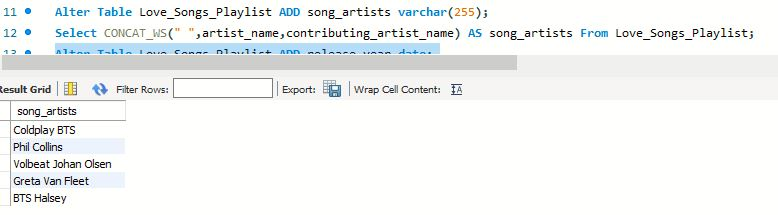 11 Alter Table Love_Songs_Playlist ADD song_artists varchar(255);
12 Select CONCAT_WS(" ",artist_name,contributing_artist_name) AS song_artists From Love_Songs_Playlist;
13 Alter Table Love_Songs_Playlist ADD release_year date;
esult Grid Filter Rows: Export: Wrap Cell Content:
song_artists
Coldplay BTS
Phil Collins
Volbeat Johan Olsen
Greta Van Fleet
BTS Halsey